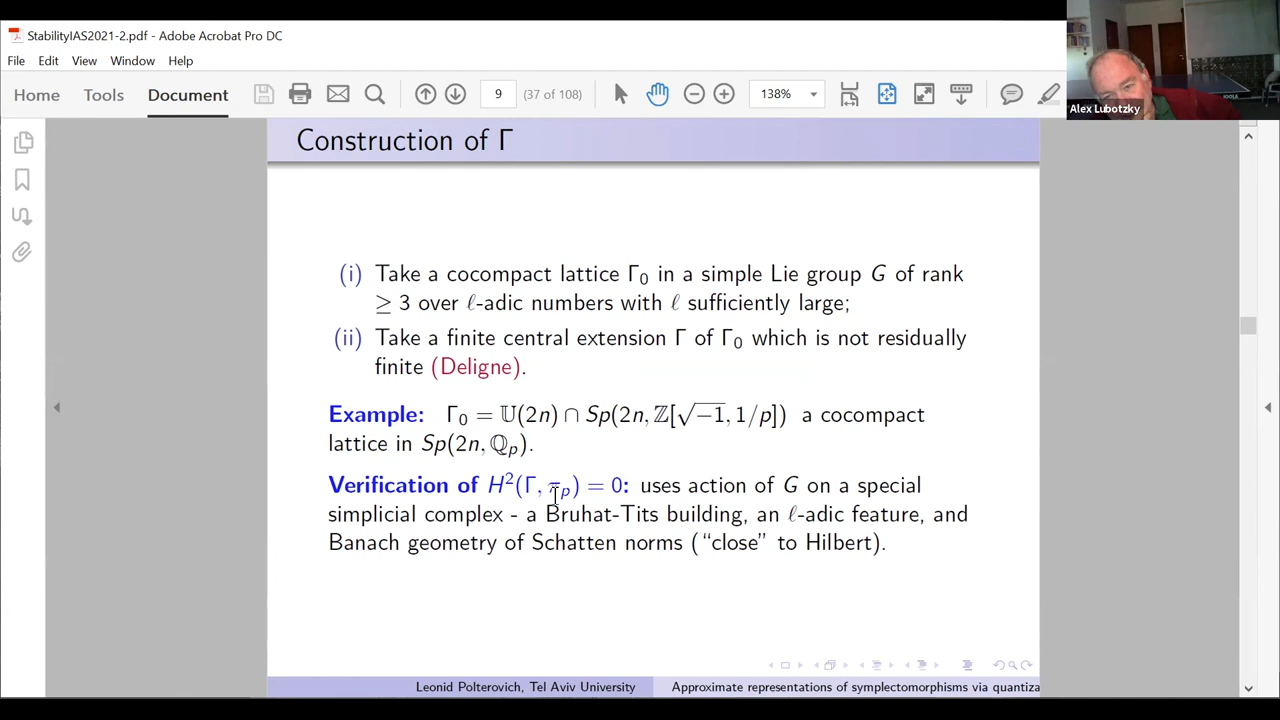 StabilityIAS2021-2.pdf - Adobe Acrobat Pro DC
File Edit View Window Help
Home Tools Document 9 (37 of 108) 138%
Alex Lubotzky
Construction of Γ
(i) Take a cocompact lattice Γ₀ in a simple Lie group G of rank
≥ 3 over ℓ-adic numbers with ℓ sufficiently large;
(ii) Take a finite central extension Γ of Γ₀ which is not residually
finite (Deligne).
Example: Γ₀ = 𝕌(2n) ∩ Sp(2n, ℤ[√−1, 1/p]) a cocompact
lattice in Sp(2n, ℚₚ).
Verification of H²(Γ, πₚ) = 0: uses action of G on a special
simplicial complex - a Bruhat-Tits building, an ℓ-adic feature, and
Banach geometry of Schatten norms (“close” to Hilbert).
Leonid Polterovich, Tel Aviv University Approximate representations of symplectomorphisms via quantiza